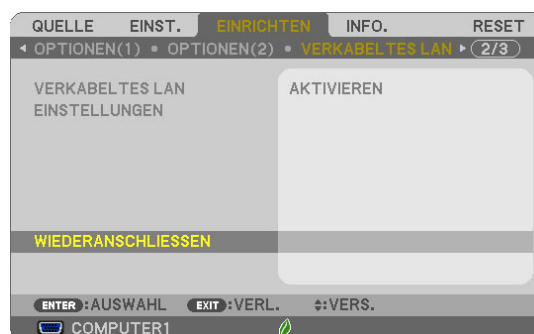 QUELLE EINST. EINRICHTEN INFO. RESET
OPTIONEN(1) • OPTIONEN(2) • VERKABELTES LAN 2/3
VERKABELTES LAN AKTIVIEREN
EINSTELLUNGEN
WIEDERANSCHLIESSEN
ENTER :AUSWAHL EXIT :VERL. :VERS.
COMPUTER1